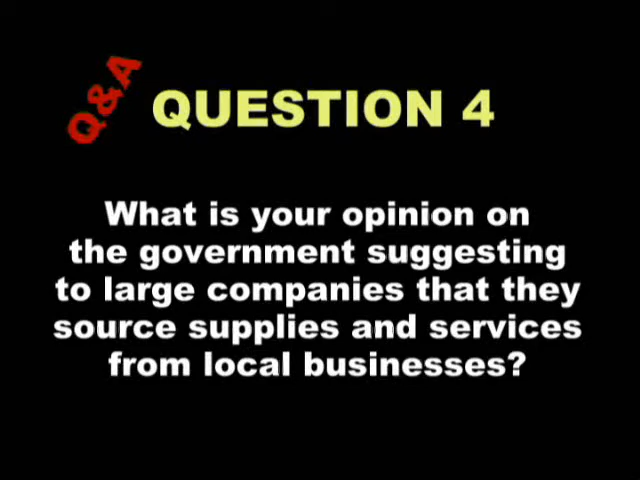 Q&A
QUESTION 4
What is your opinion on
the government suggesting
to large companies that they
source supplies and services
from local businesses?